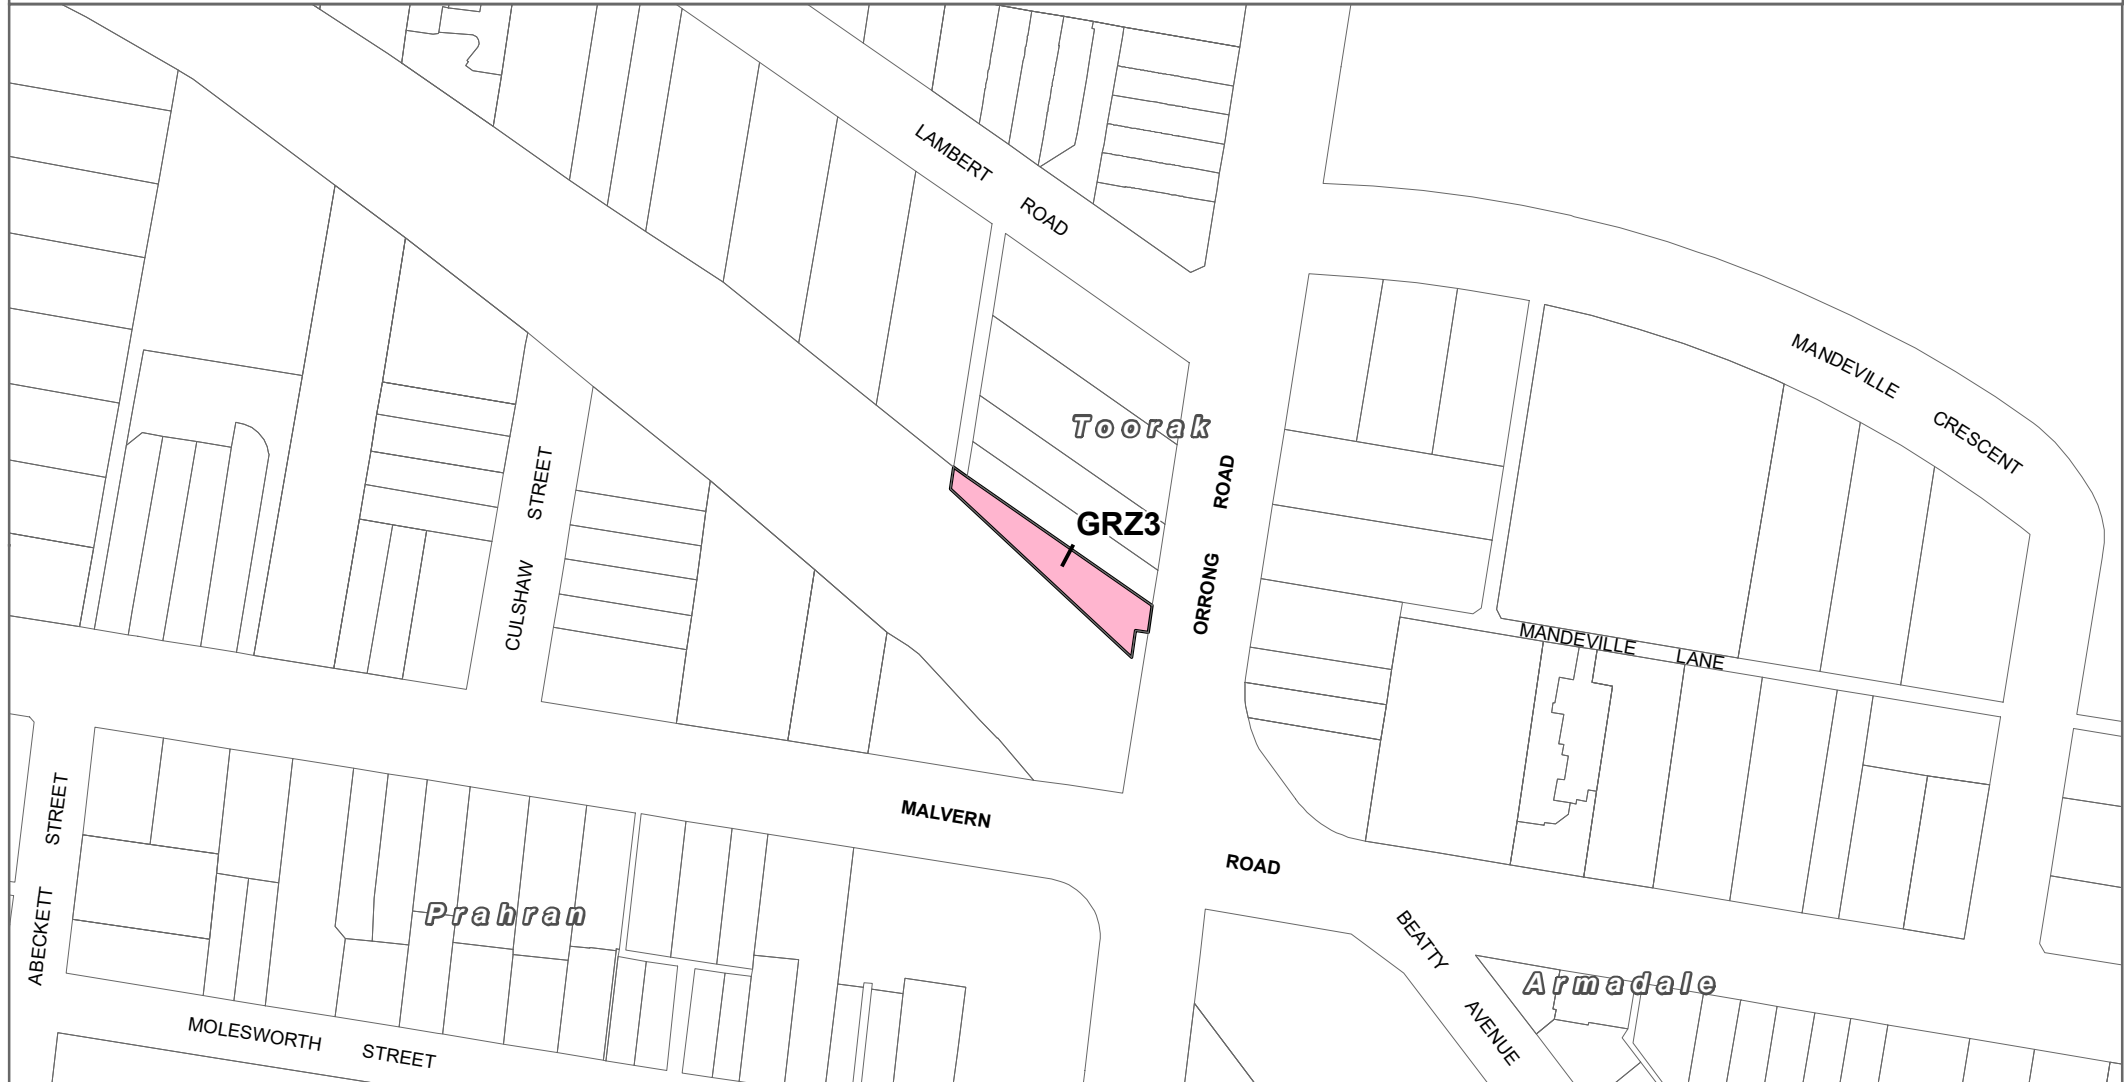 LAMBERT ROAD
MANDEVILLE CRESCENT
Toorak
GRZ3
ORRONG ROAD
CULSHAW STREET
MANDEVILLE LANE
MALVERN ROAD
ABECKETT STREET
Prahran
BEATTY AVENUE
Armadale
MOLESWORTH STREET